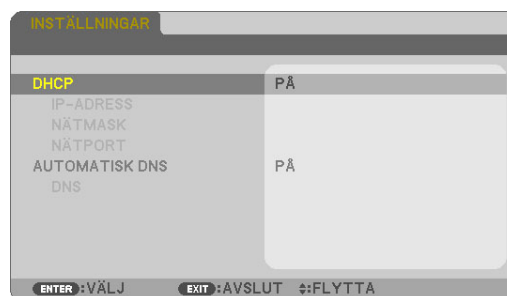 INSTÄLLNINGAR
DHCP PÅ
IP-ADRESS
NÄTMASK
NÄTPORT
AUTOMATISK DNS PÅ
DNS
ENTER :VÄLJ EXIT :AVSLUT :FLYTTA